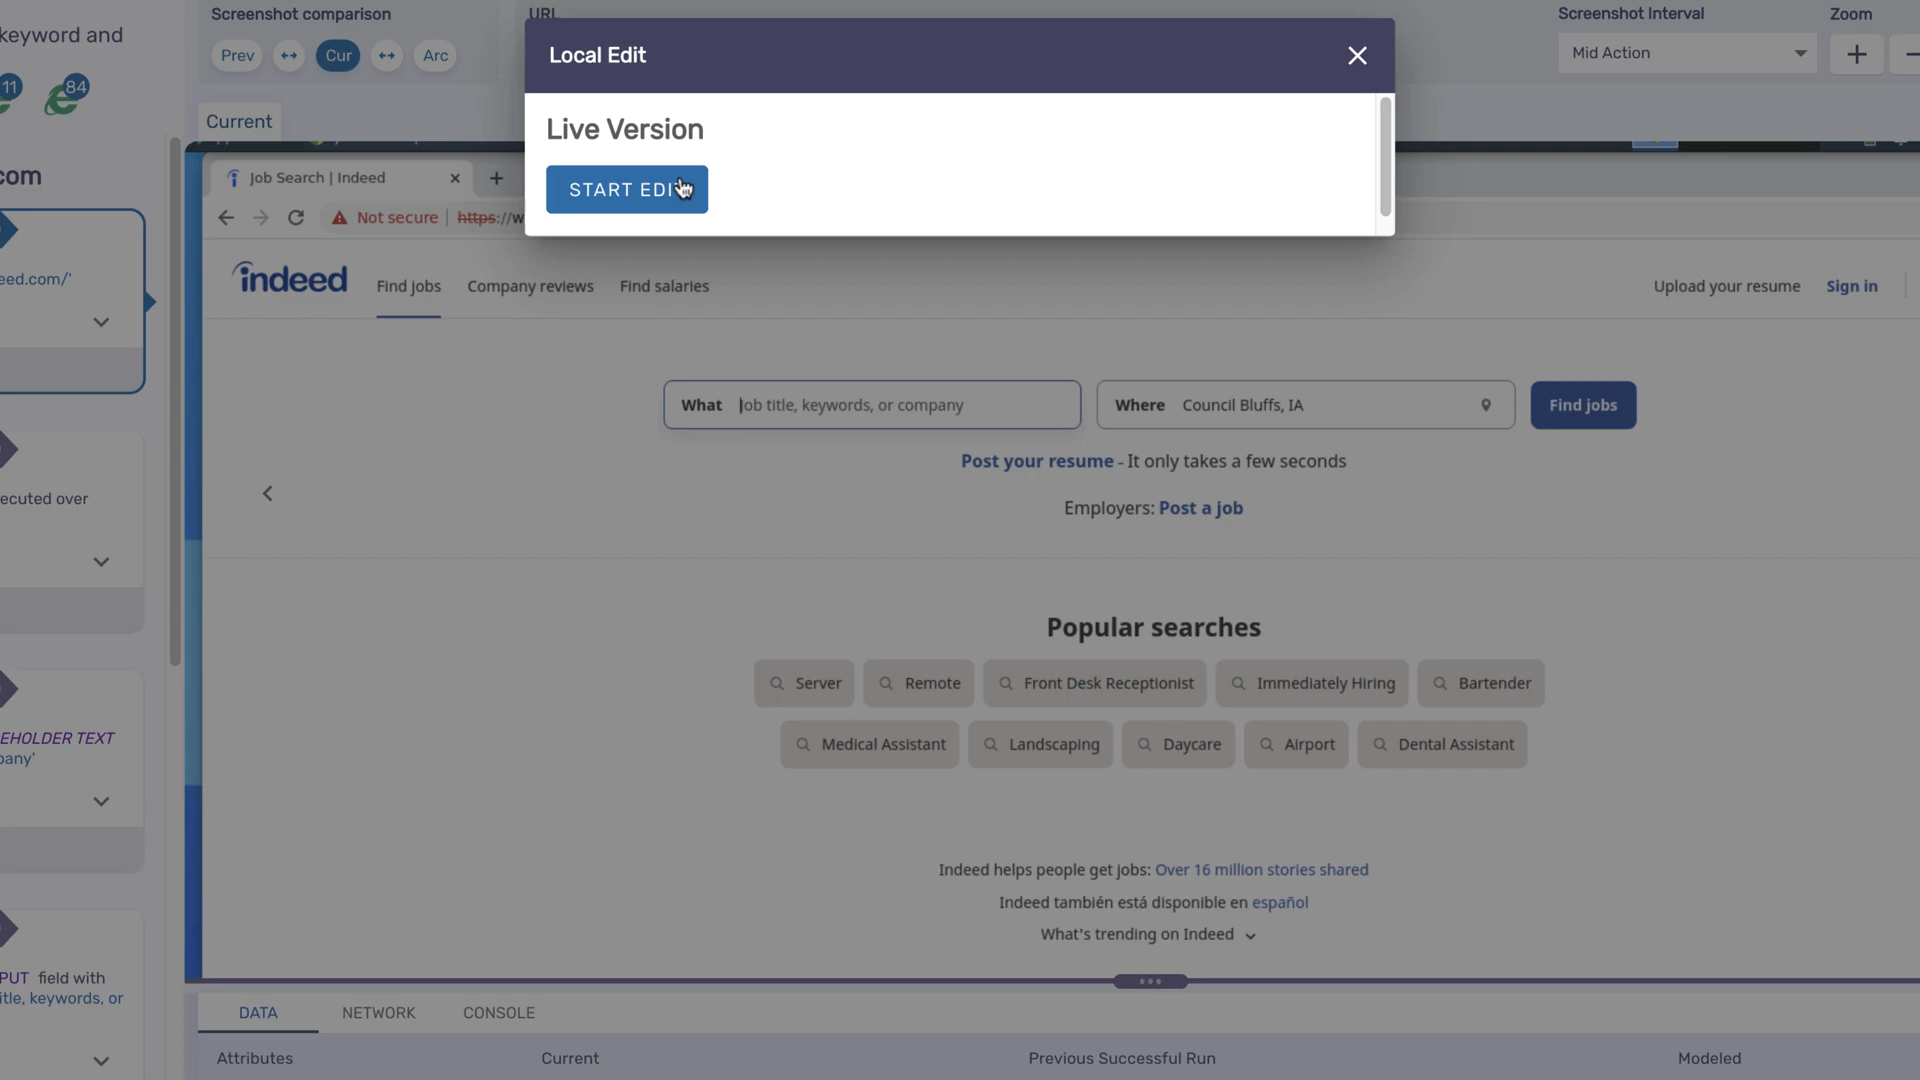 keyword and
11
84
.com
eed.com/'
ecuted over
EHOLDER TEXT
pany'
PUT field with
title, keywords, or
Screenshot comparison
Prev
Cur
Arc
URL
Screenshot Interval
Mid Action
Zoom
Current
Local Edit
Live Version
START EDI
Job Search | Indeed
Not secure
https://w
indeed
Find jobs
Company reviews
Find salaries
Upload your resume
Sign in
What
Job title, keywords, or company
Where
Council Bluffs, IA
Find jobs
Post your resume - It only takes a few seconds
Employers: Post a job
Popular searches
Server
Remote
Front Desk Receptionist
Immediately Hiring
Bartender
Medical Assistant
Landscaping
Daycare
Airport
Dental Assistant
Indeed helps people get jobs: Over 16 million stories shared
Indeed también está disponible en español
What's trending on Indeed
DATA
NETWORK
CONSOLE
Attributes
Current
Previous Successful Run
Modeled